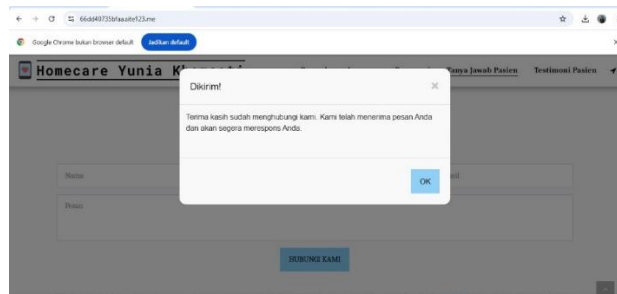 66dd40735bfaa.site123.me
Google Chrome bukan browser default
Jadikan default
Homecare Yunia
Tanya Jawab Pasien
Testimoni Pasien
Dikirim!
Terima kasih sudah menghubungi kami. Kami telah menerima pesan Anda
dan akan segera merespons Anda.
OK
Nama
Pesan
HUBUNGI KAMI